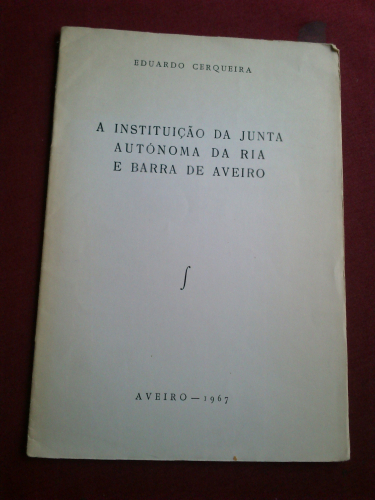 EDUARDO CERQUEIRA
A INSTITUIÇÃO DA JUNTA
AUTÓNOMA DA RIA
E BARRA DE AVEIRO
∫
AVEIRO — 1967